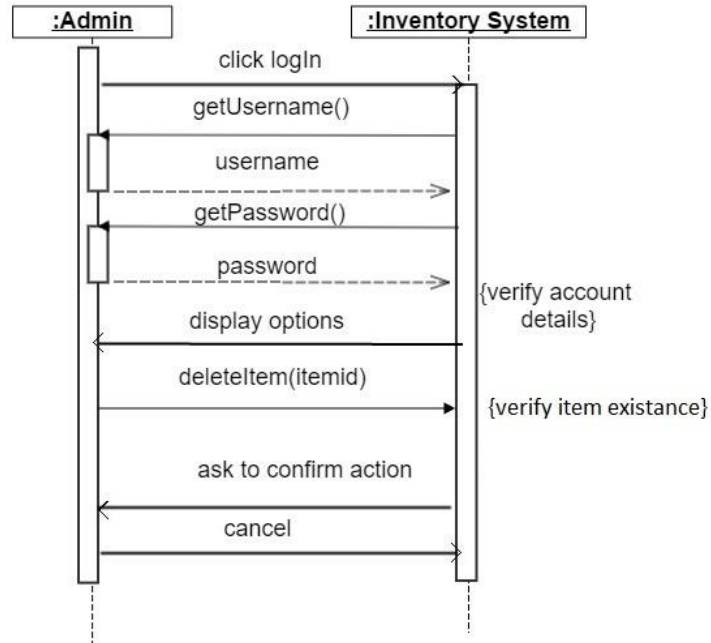 :Admin
:Inventory System
click logIn
getUsername()
username
getPassword()
password
{verify account
details}
display options
deleteItem(itemid)
{verify item existance}
ask to confirm action
cancel